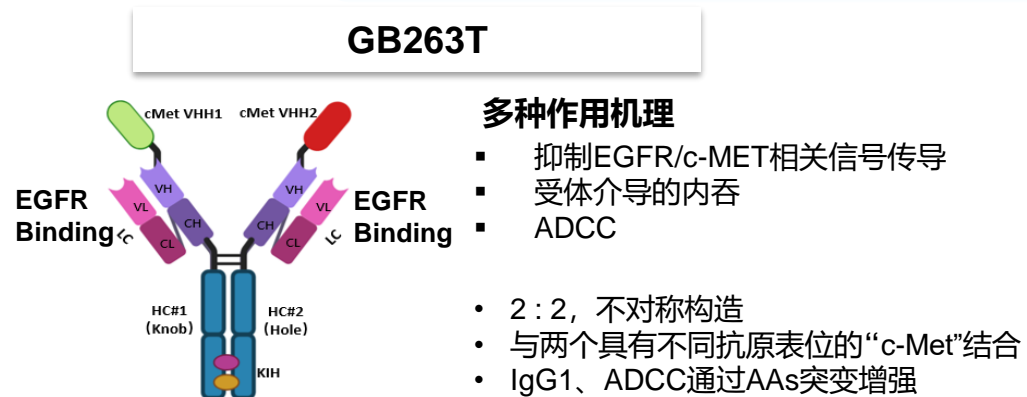 GB263T
cMet VHH1
cMet VHH2
VH
VH
VL
VL
CH
CH
CL
CL
LC
LC
EGFR
Binding
EGFR
Binding
HC#1
(Knob)
HC#2
(Hole)
KIH
多种作用机理
▪ 抑制EGFR/c-MET相关信号传导
▪ 受体介导的内吞
▪ ADCC
• 2 : 2，不对称构造
• 与两个具有不同抗原表位的“c-Met”结合
• IgG1、ADCC通过AAs突变增强